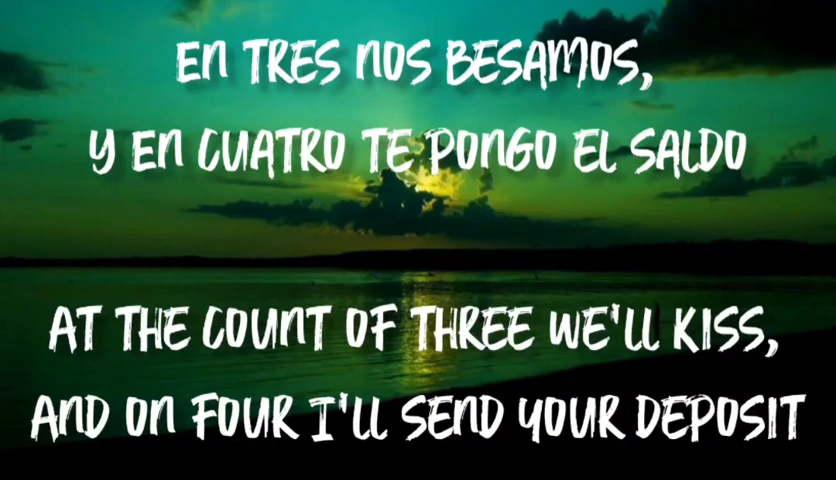 EN TRES NOS BESAMOS,
Y EN CUATRO TE PONGO EL SALDO
AT THE COUNT OF THREE WE'LL KISS,
AND ON FOUR I'LL SEND YOUR DEPOSIT